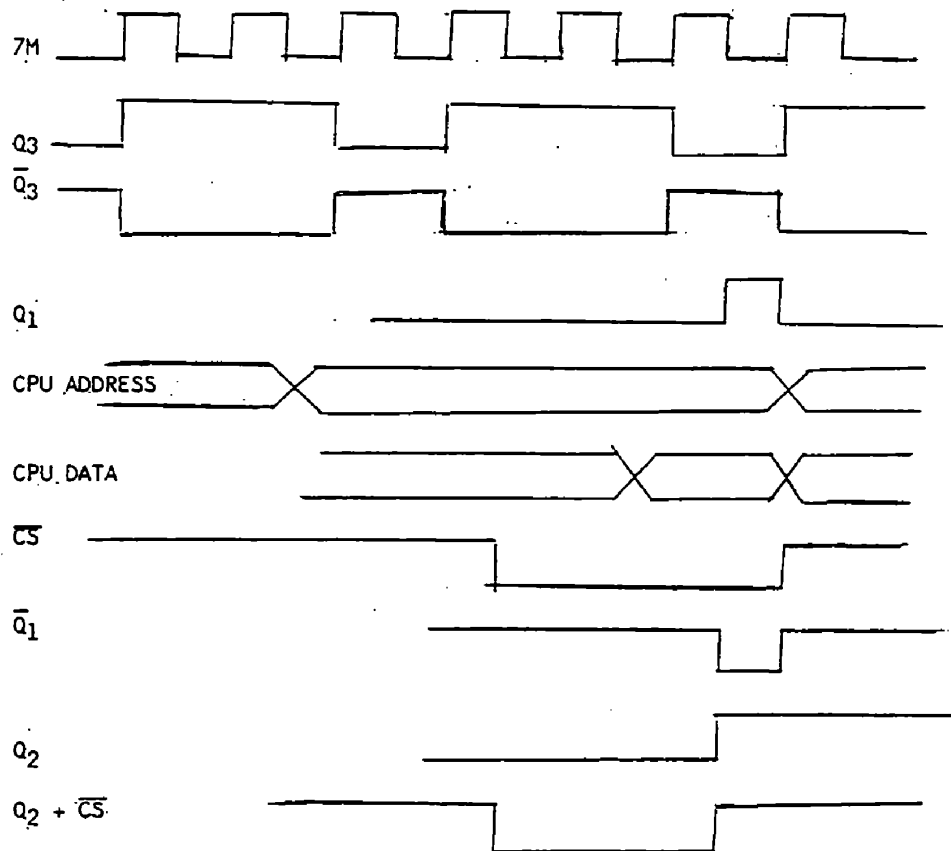 7M
Q3
Q̅3
Q1
CPU ADDRESS
CPU DATA
C̅S̅
Q̅1
Q2
Q2 + C̅S̅